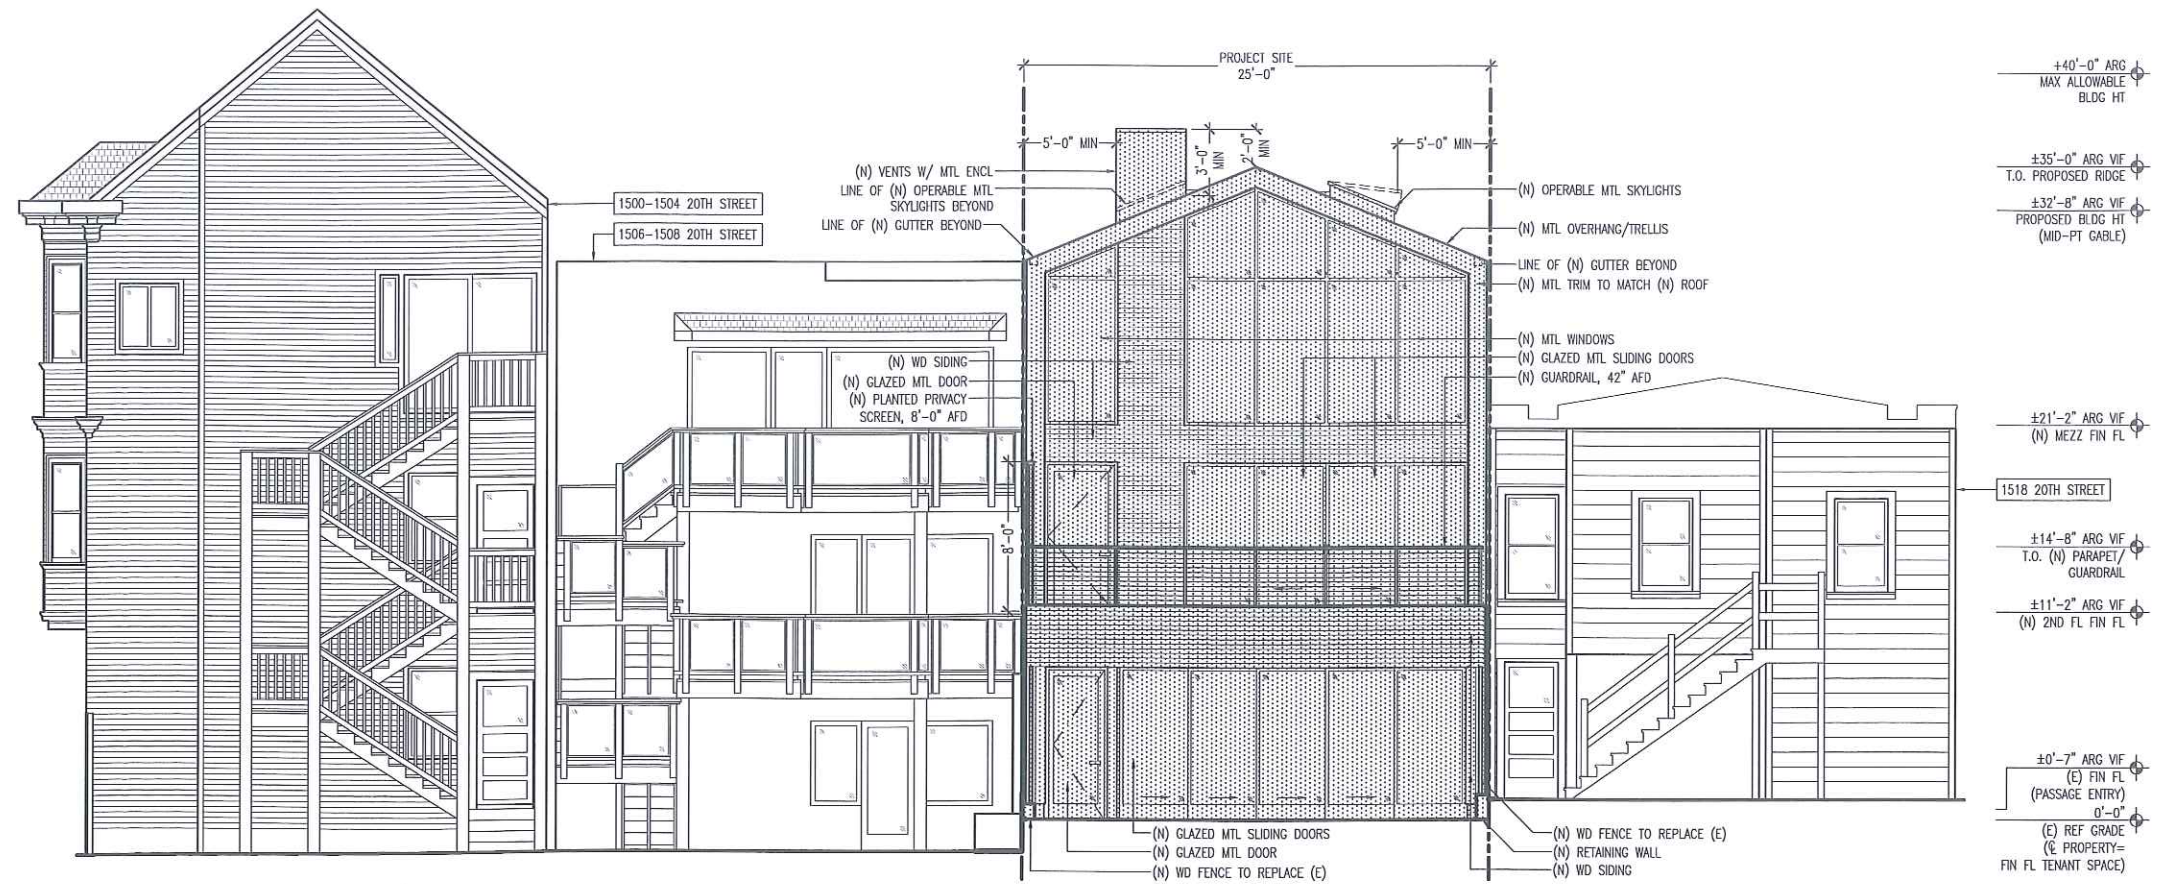 PROJECT SITE
25'-0"
5'-0" MIN
3'-0"
MIN
2'-0"
MIN
5'-0" MIN
(N) VENTS W/ MTL ENCL
LINE OF (N) OPERABLE MTL
SKYLIGHTS BEYOND
LINE OF (N) GUTTER BEYOND
1500-1504 20TH STREET
1506-1508 20TH STREET
(N) WD SIDING
(N) GLAZED MTL DOOR
(N) PLANTED PRIVACY
SCREEN, 8'-0" AFD
8'-0"
(N) OPERABLE MTL SKYLIGHTS
(N) MTL OVERHANG/TRELLIS
LINE OF (N) GUTTER BEYOND
(N) MTL TRIM TO MATCH (N) ROOF
(N) MTL WINDOWS
(N) GLAZED MTL SLIDING DOORS
(N) GUARDRAIL, 42" AFD
1518 20TH STREET
(N) GLAZED MTL SLIDING DOORS
(N) GLAZED MTL DOOR
(N) WD FENCE TO REPLACE (E)
(N) WD FENCE TO REPLACE (E)
(N) RETAINING WALL
(N) WD SIDING
+40'-0" ARG
MAX ALLOWABLE
BLDG HT
±35'-0" ARG VIF
T.O. PROPOSED RIDGE
±32'-8" ARG VIF
PROPOSED BLDG HT
(MID-PT GABLE)
±21'-2" ARG VIF
(N) MEZZ FIN FL
±14'-8" ARG VIF
T.O. (N) PARAPET/
GUARDRAIL
±11'-2" ARG VIF
(N) 2ND FL FIN FL
±0'-7" ARG VIF
(E) FIN FL
(PASSAGE ENTRY)
0'-0"
(E) REF GRADE
(℄ PROPERTY=
FIN FL TENANT SPACE)